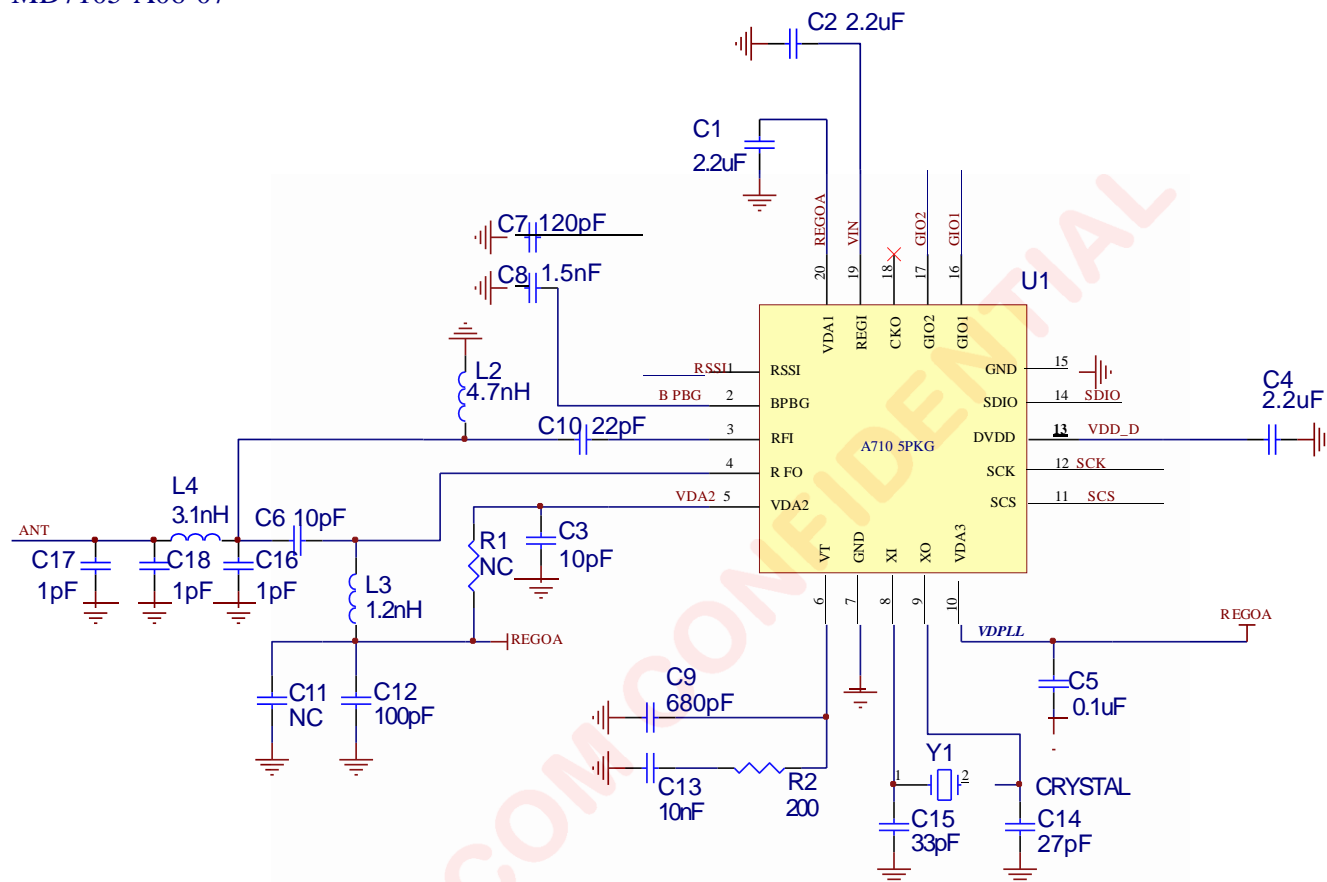 C2 2.2uF
C1
2.2uF
REGOA
VIN
GIO2
GIO1
C7 120pF
C8 1.5nF
20
19
18
17
16
U1
VDA1
REGI
CKO
GIO2
GIO1
L2
4.7nH
RSSI 1
RSSI
GND
15
B PBG
2
BPBG
SDIO
14
SDIO
C4
2.2uF
C10 22pF
3
RFI
A710 5PKG
DVDD
13
VDD_D
4
R FO
SCK
12
SCK
VDA2
5
VDA2
SCS
11
SCS
L4
3.1nH
C6 10pF
ANT
C17
1pF
C18
1pF
C16
1pF
R1
NC
C3
10pF
L3
1.2nH
VT
GND
XI
XO
VDA3
6
7
8
9
10
REGOA
VDPLL
REGOA
C11
NC
C12
100pF
C9
680pF
C5
0.1uF
C13
10nF
R2
200
Y1
1
2
CRYSTAL
C15
33pF
C14
27pF
COM CONFIDENTIAL